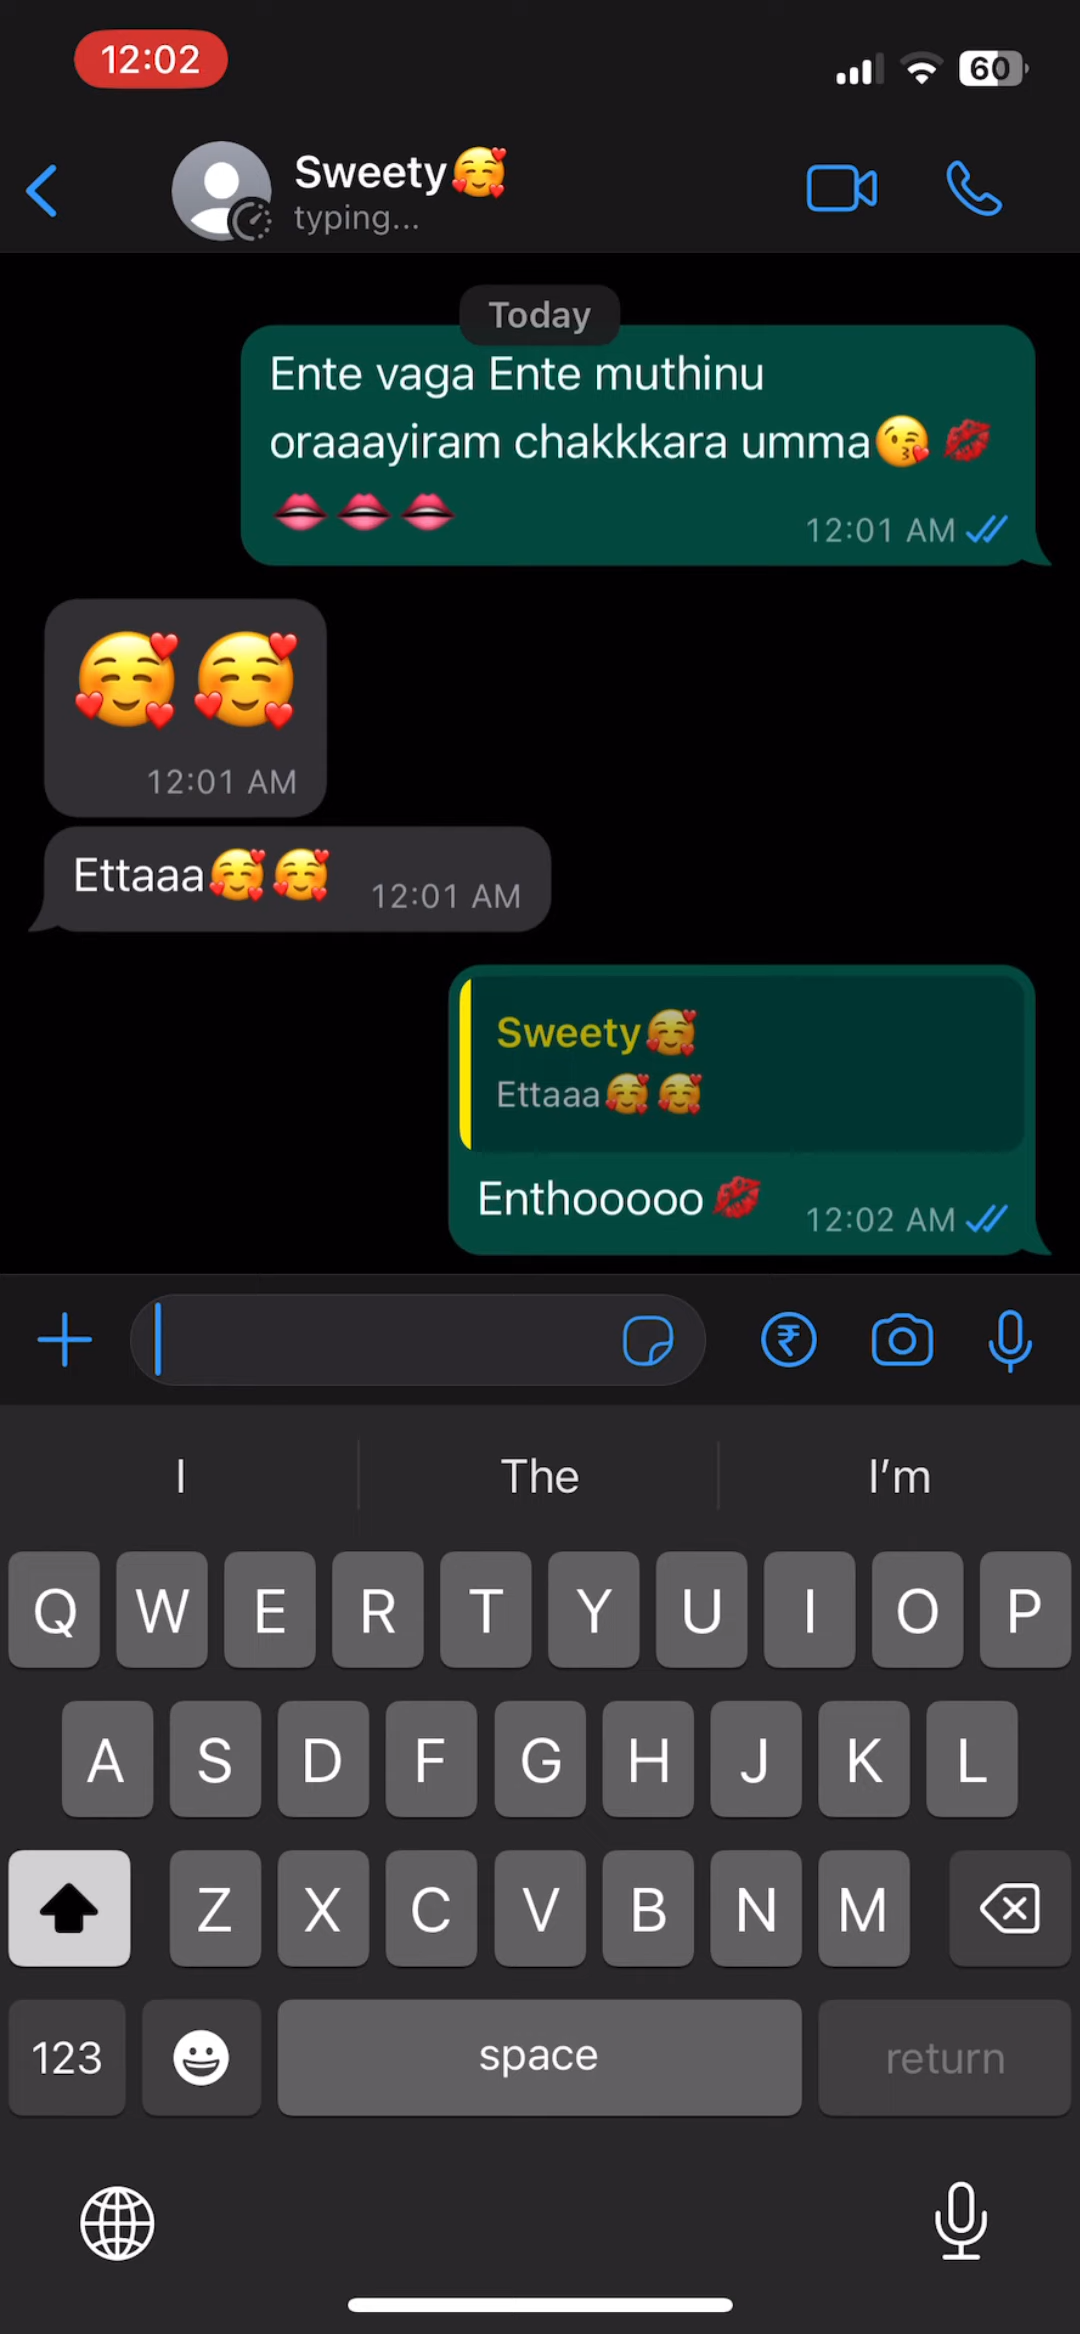 12:02
60
Sweety🥰
typing...
Today
Ente vaga Ente muthinu
oraaayiram chakkkara umma😘💋
👄👄👄
12:01 AM
🥰🥰
12:01 AM
Ettaaa🥰🥰 12:01 AM
Sweety🥰
Ettaaa🥰🥰
Enthooooo💋 12:02 AM
I The I’m
Q W E R T Y U I O P
A S D F G H J K L
Z X C V B N M
123 space return